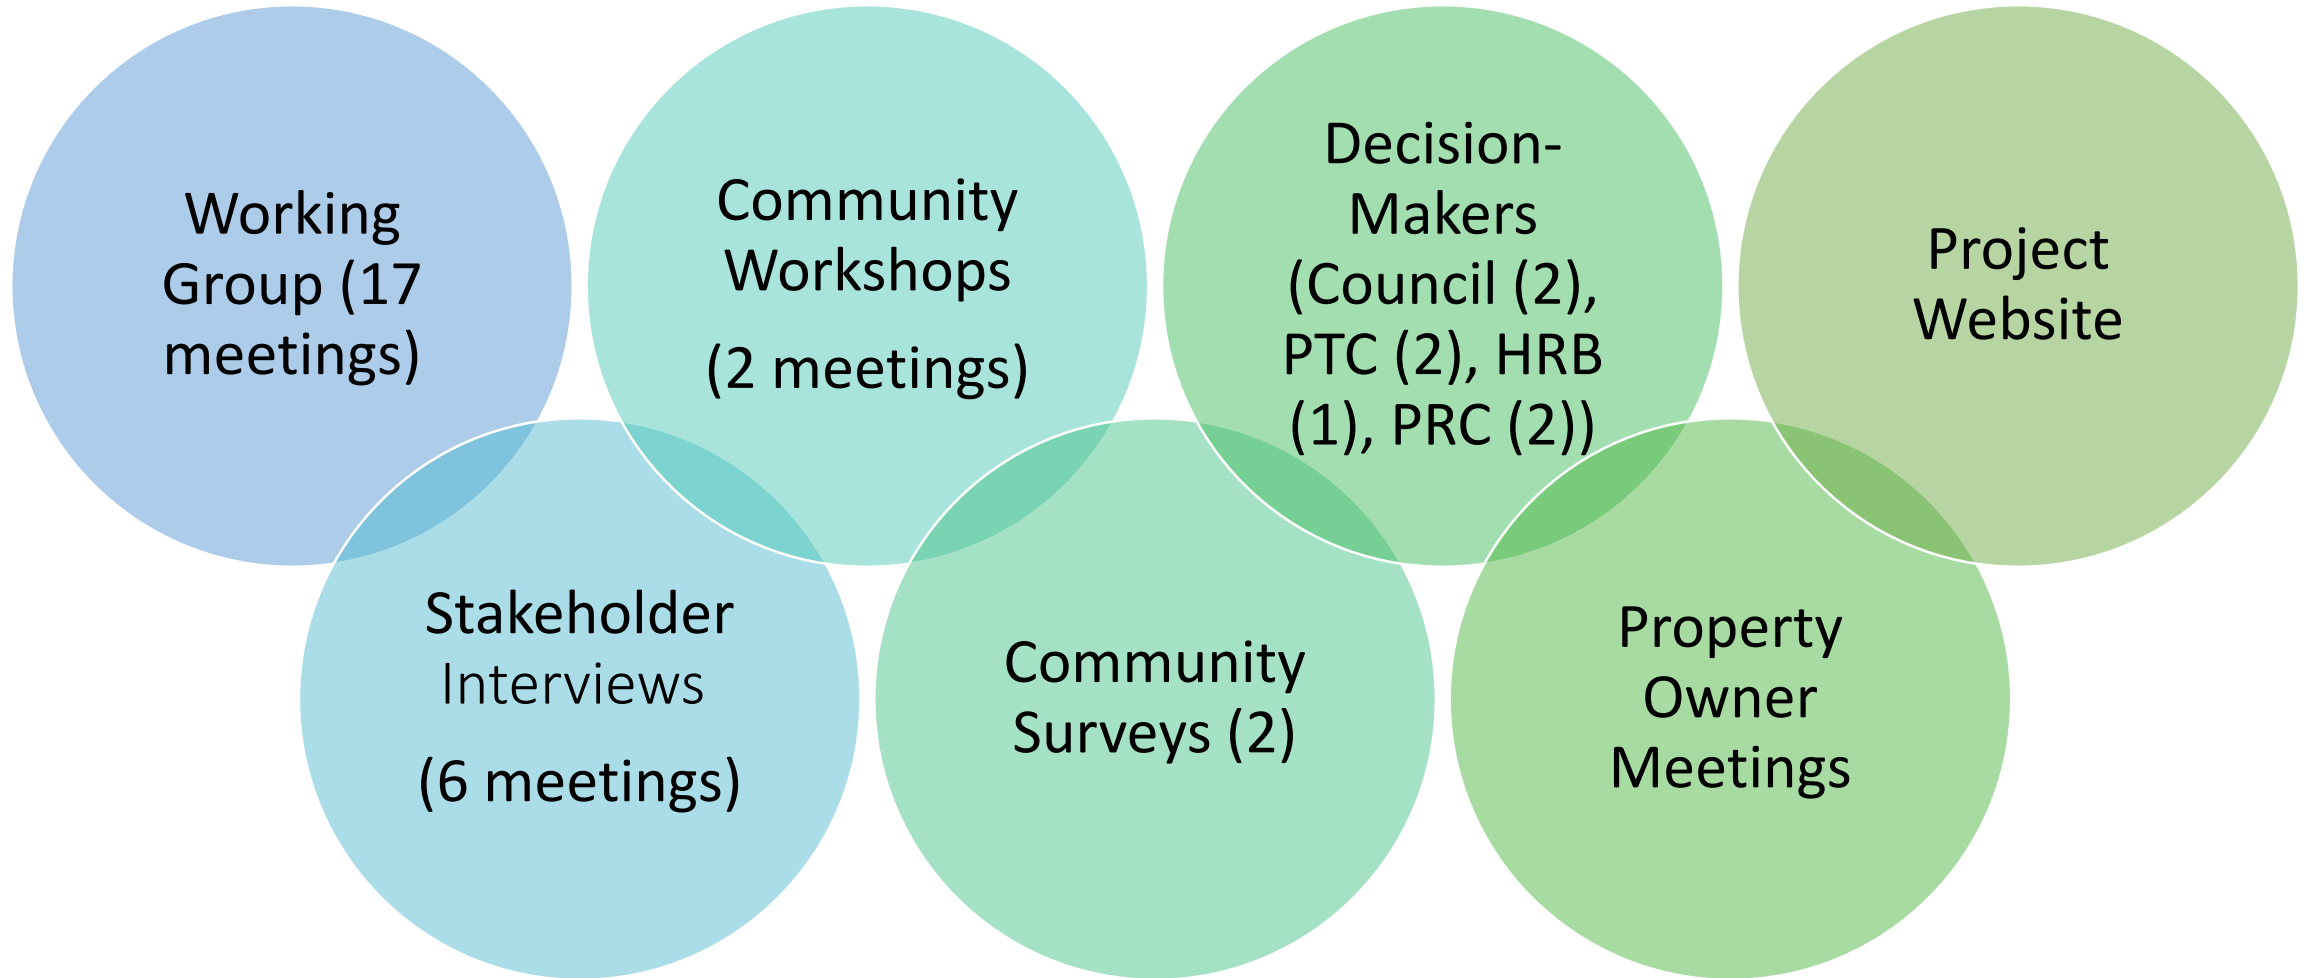 Working
Group (17
meetings)
Stakeholder
Interviews
(6 meetings)
Community
Workshops
(2 meetings)
Community
Surveys (2)
Decision-
Makers
(Council (2),
PTC (2), HRB
(1), PRC (2))
Property
Owner
Meetings
Project
Website